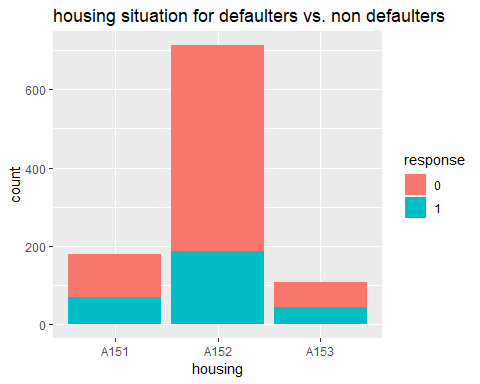 housing situation for defaulters vs. non defaulters
count
600
400
200
0
A151
A152
A153
housing
response
0
1